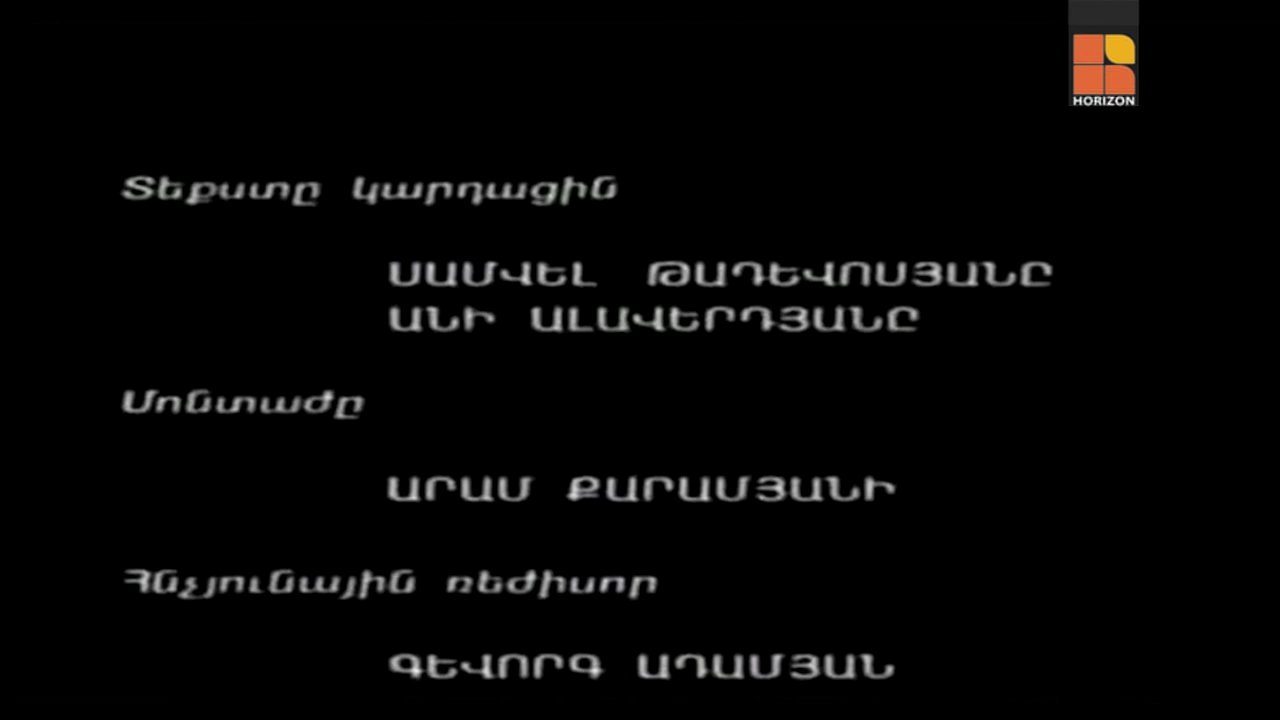 HORIZON
Տեքստը կարդացին
ՍԱՄՎԵԼ ԹԱԴԵՎՈՍՅԱՆԸ
ԱՆԻ ԱԼԱՎԵՐԴՅԱՆԸ
Մոնտաժը
ԱՐԱՄ ՔԱՐԱՄՅԱՆԻ
Հնչյունային ռեժիսոր
ԳԵՎՈՐԳ ԱԴԱՄՅԱՆ